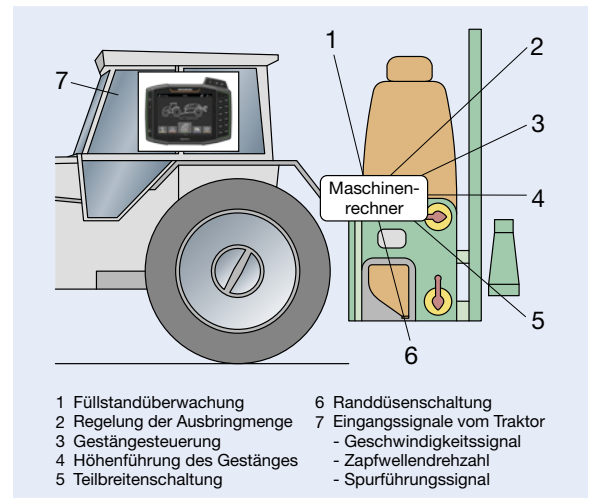 1
2
7
3
Maschinen-
rechner
4
5
6
1 Füllstandüberwachung
2 Regelung der Ausbringmenge
3 Gestängesteuerung
4 Höhenführung des Gestänges
5 Teilbreitenschaltung
6 Randdüsenschaltung
7 Eingangssignale vom Traktor
- Geschwindigkeitssignal
- Zapfwellendrehzahl
- Spurführungssignal